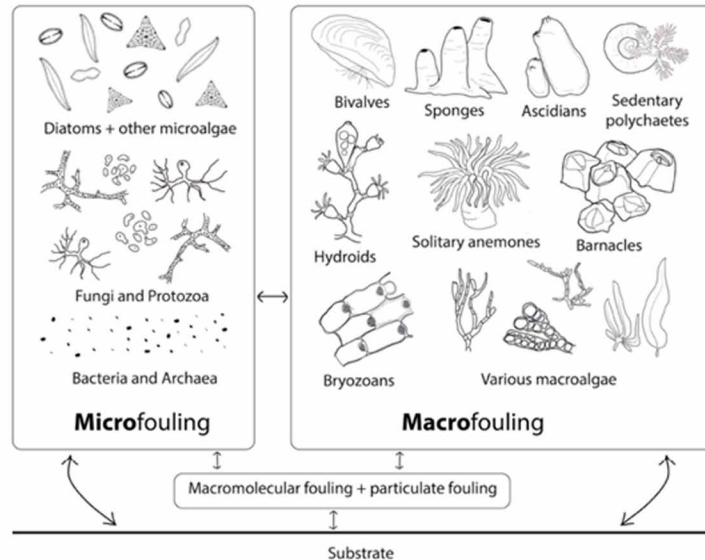 Diatoms + other microalgae
Fungi and Protozoa
Bacteria and Archaea
Microfouling
Bivalves
Sponges
Ascidians
Sedentary
polychaetes
Hydroids
Solitary anemones
Barnacles
Bryozoans
Various macroalgae
Macrofouling
Macromolecular fouling + particulate fouling
Substrate